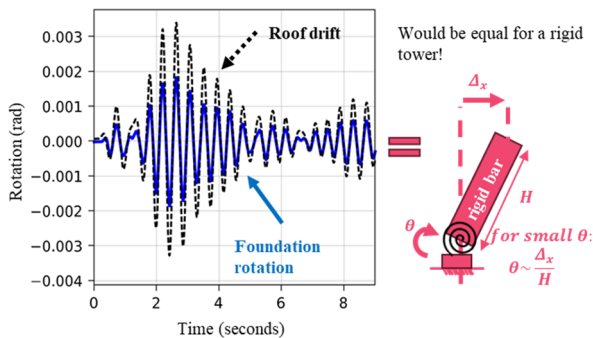 Roof drift
Foundation
rotation
Rotation (rad)
0.003
0.002
0.001
0.000
−0.001
−0.002
−0.003
−0.004
0 2 4 6 8
Time (seconds)
Would be equal for a rigid
tower!
Δx
rigid bar
H
θ
for small θ:
θ~Δx/H